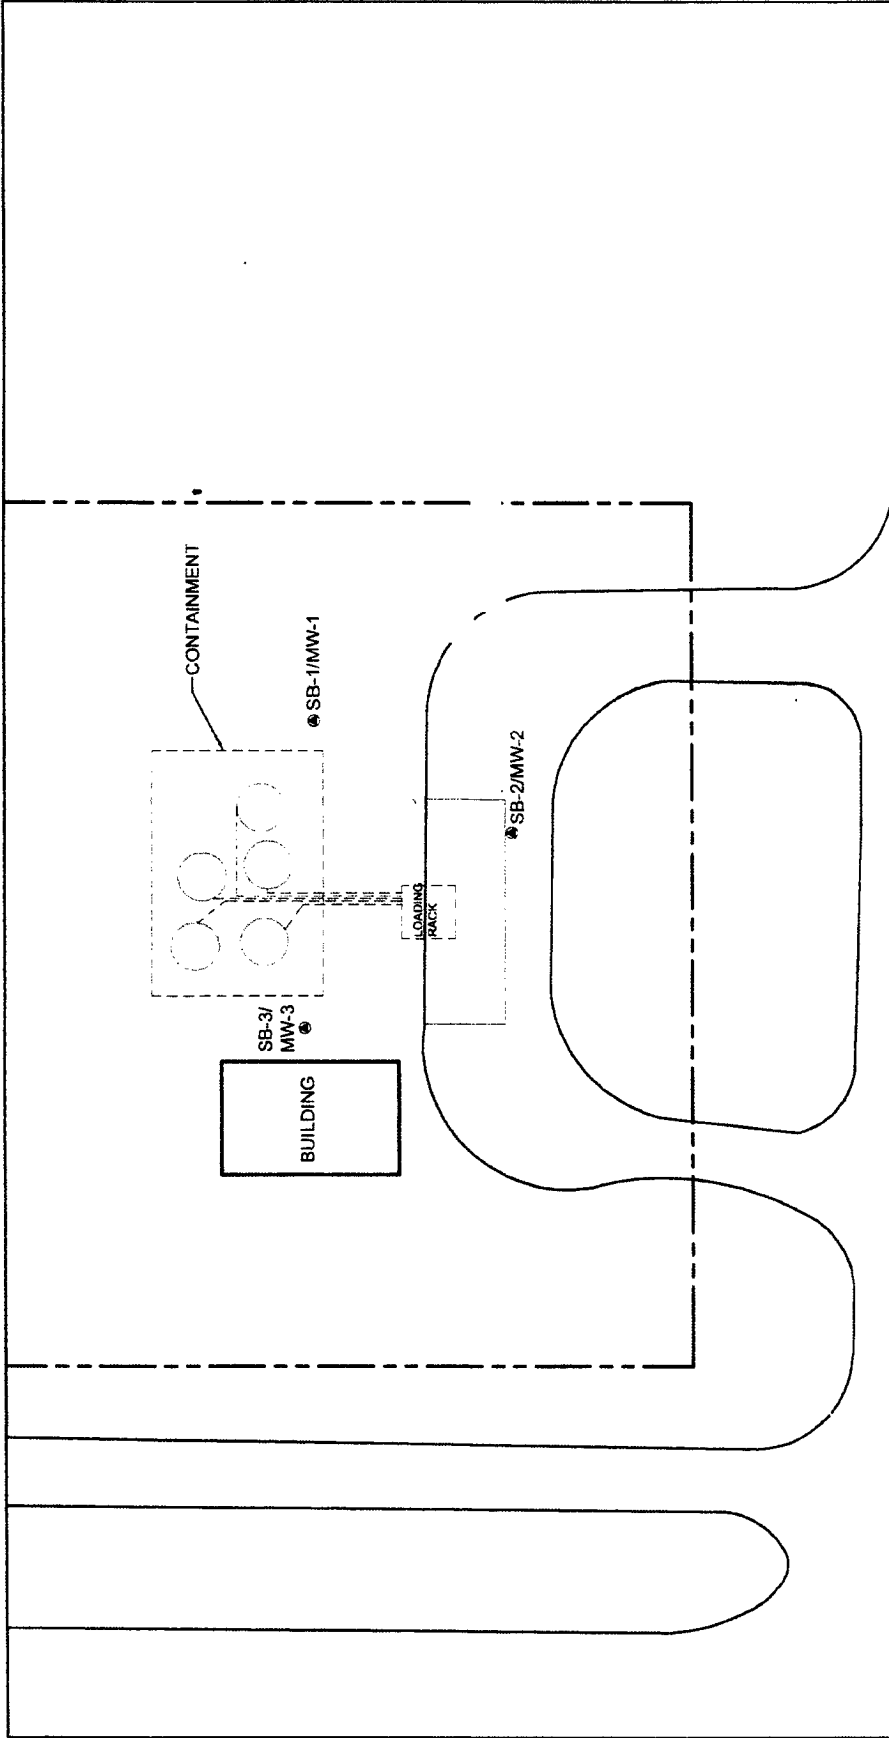 CONTAINMENT
SB-1/MW-1
SB-2/MW-2
LOADING
RACK
SB-3/
MW-3
BUILDING